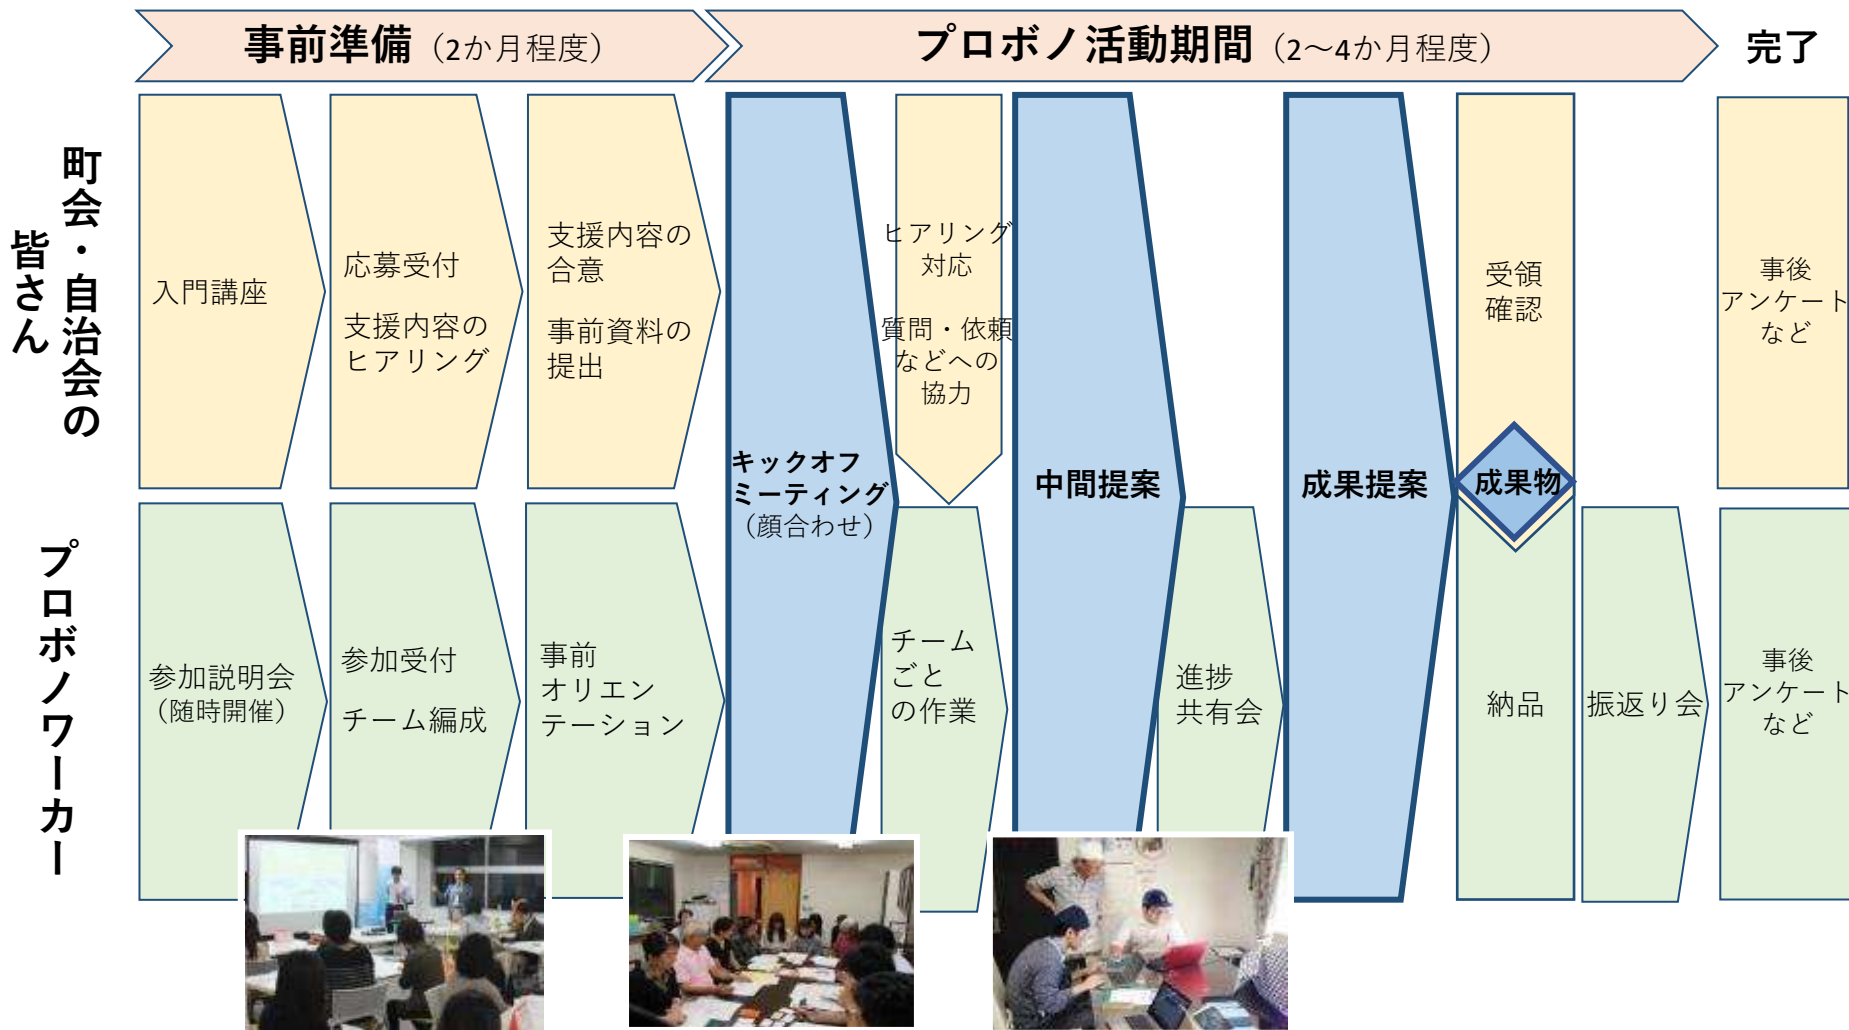 事前準備（2か月程度）
プロボノ活動期間（2～4か月程度）
完了
町会・自治会の
皆さん
入門講座
応募受付
支援内容の
ヒアリング
支援内容の
合意
事前資料の
提出
キックオフ
ミーティング
（顔合わせ）
ヒアリング
対応
質問・依頼
などへの
協力
中間提案
成果提案
受領
確認
成果物
事後
アンケート
など
プロボノワーカー
参加説明会
（随時開催）
参加受付
チーム編成
事前
オリエン
テーション
チーム
ごと
の作業
進捗
共有会
納品
振返り会
事後
アンケート
など